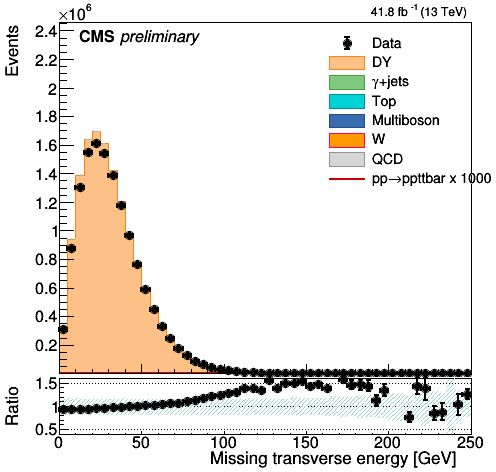 ×10⁶
41.8 fb⁻¹ (13 TeV)
CMS preliminary
Events
2.4
2.2
2
1.8
1.6
1.4
1.2
1
0.8
0.6
0.4
0.2
Data
DY
γ+jets
Top
Multiboson
W
QCD
pp→ppttbar x 1000
Ratio
1.5
1
0.5
0 50 100 150 200 250
Missing transverse energy [GeV]